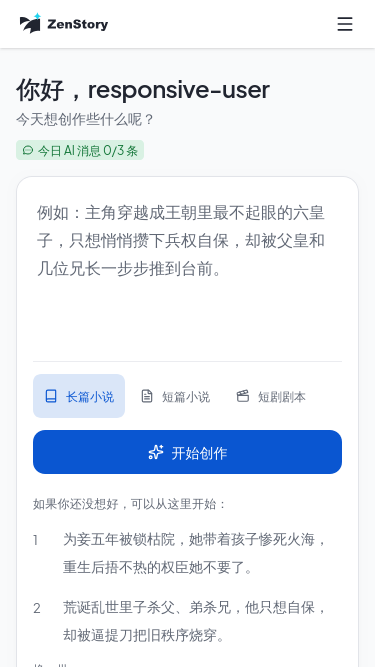 ZenStory
你好，responsive-user
今天想创作些什么呢？
今日 AI 消息 0/3 条
例如：主角穿越成王朝里最不起眼的六皇
子，只想悄悄攒下兵权自保，却被父皇和
几位兄长一步步推到台前。
长篇小说 短篇小说 短剧剧本
开始创作
如果你还没想好，可以从这里开始：
1 为妾五年被锁枯院，她带着孩子惨死火海，
重生后捂不热的权臣她不要了。
2 荒诞乱世里子杀父、弟杀兄，他只想自保，
却被逼提刀把旧秩序烧穿。